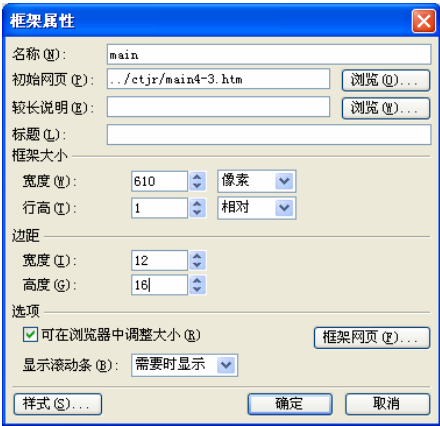 框架属性
名称(N): main
初始网页(P): ../ctjr/main4-3.htm 浏览(O)...
较长说明(E): 浏览(W)...
标题(L):
框架大小
宽度(W): 610 像素
行高(T): 1 相对
边距
宽度(I): 12
高度(G): 16
选项
可在浏览器中调整大小(R) 框架网页(F)...
显示滚动条(B): 需要时显示
样式(S)... 确定 取消